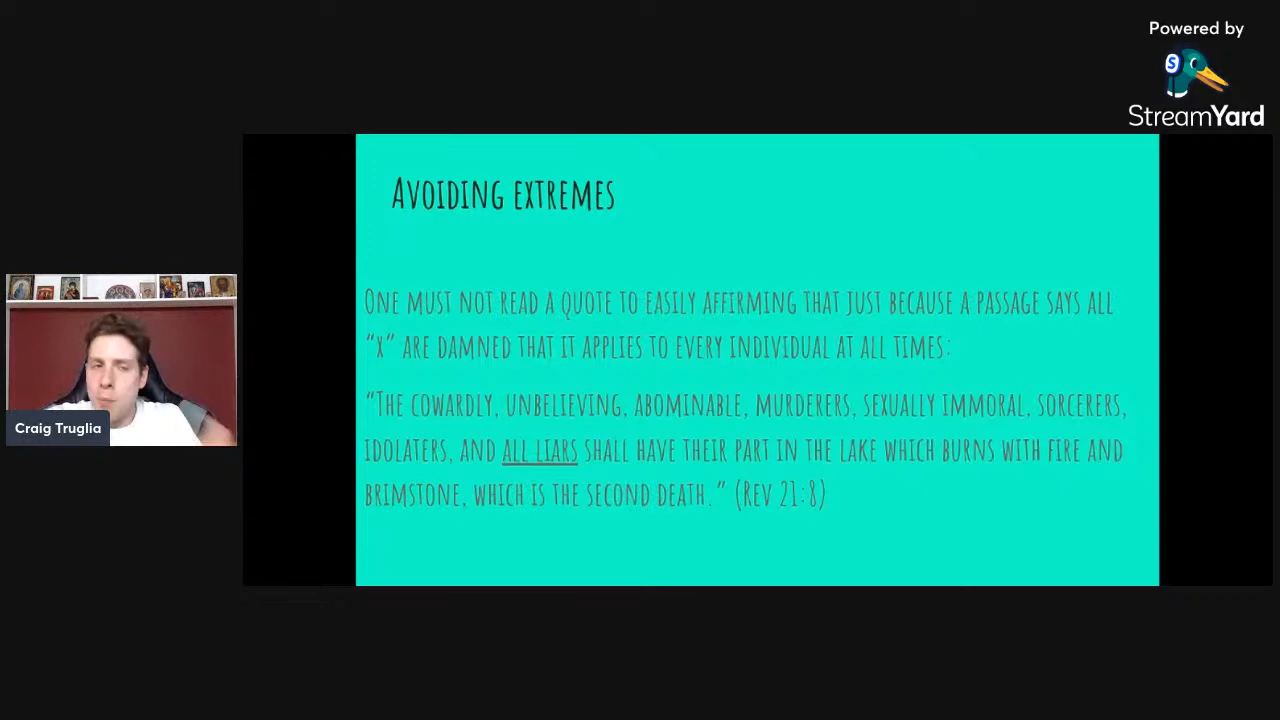 Powered by
StreamYard
Avoiding extremes
One must not read a quote to easily affirming that just because a passage says all
“x” are damned that it applies to every individual at all times:
“The cowardly, unbelieving, abominable, murderers, sexually immoral, sorcerers,
idolaters, and all liars shall have their part in the lake which burns with fire and
brimstone, which is the second death.” (Rev 21:8)
Craig Truglia